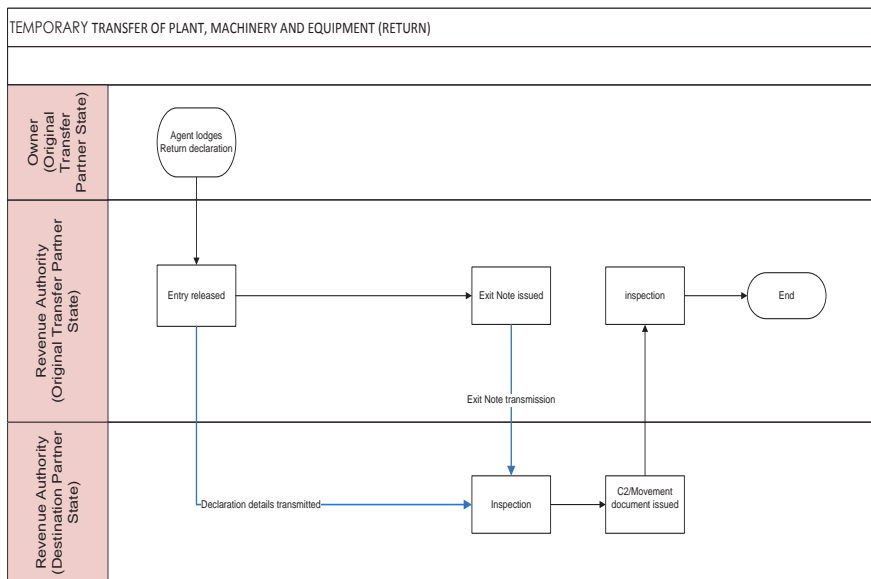 TEMPORARY TRANSFER OF PLANT, MACHINERY AND EQUIPMENT (RETURN)
Owner
(Original
Transfer
Partner State)
Agent lodges
Return declaration
Revenue Authority
(Original Transfer Partner
State)
Entry released
Exit Note issued
inspection
End
Exit Note transmission
Revenue Authority
(Destination Partner
State)
Declaration details transmitted
Inspection
C2/Movement
document issued